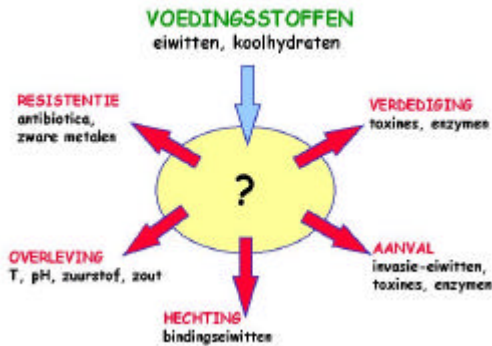 VOEDINGSSTOFFEN
eiwitten, koolhydraten
RESISTENTIE
antibiotica,
zware metalen
VERDEDIGING
toxines, enzymen
?
OVERLEVING
T, pH, zuurstof, zout
AANVAL
invasie-eiwitten,
toxines, enzymen
HECHTING
bindingseiwitten